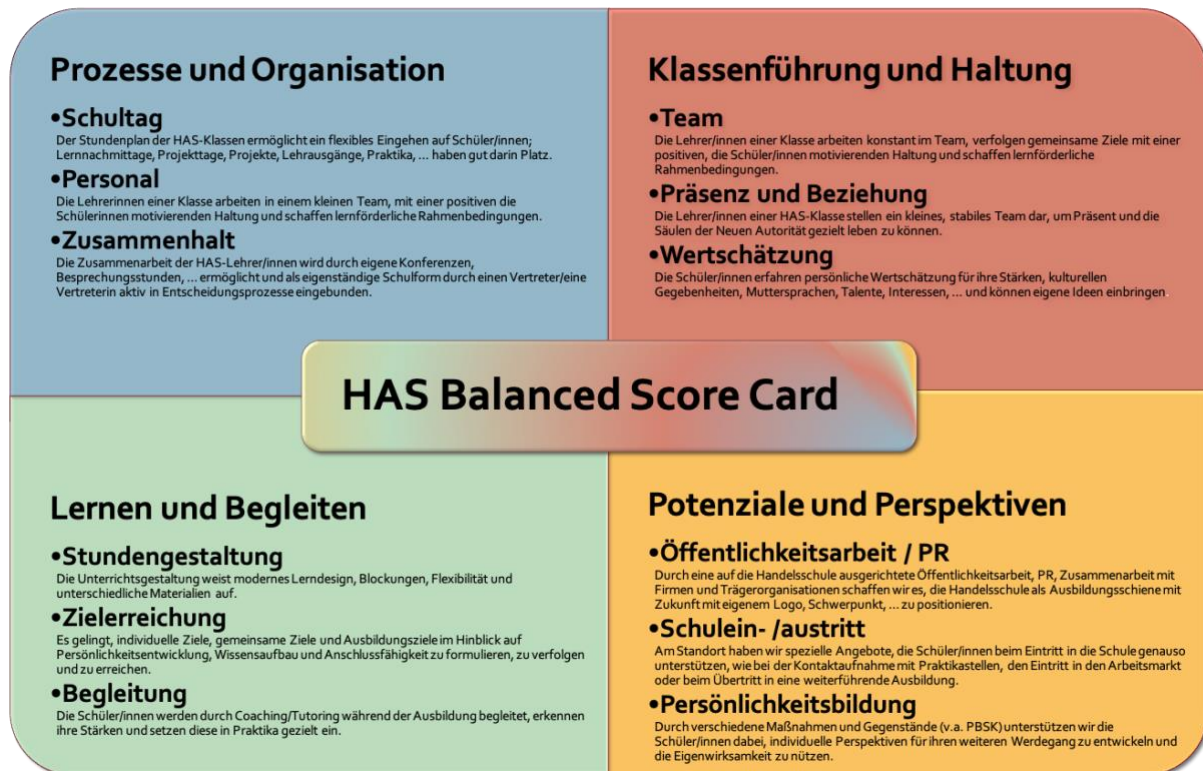 Prozesse und Organisation
•Schultag
Der Stundenplan der HAS-Klassen ermöglicht ein flexibles Eingehen auf Schüler/innen;
Lernnachmittage, Projekttage, Projekte, Lehrausgänge, Praktika, ... haben gut darin Platz.
•Personal
Die Lehrerinnen einer Klasse arbeiten in einem kleinen Team, mit einer positiven die
Schülerinnen motivierenden Haltung und schaffen lernförderliche Rahmenbedingungen.
•Zusammenhalt
Die Zusammenarbeit der HAS-Lehrer/innen wird durch eigene Konferenzen,
Besprechungsstunden, ... ermöglicht und als eigenständige Schulform durch einen Vertreter/eine
Vertreterin aktiv in Entscheidungsprozesse eingebunden.
Klassenführung und Haltung
•Team
Die Lehrer/innen einer Klasse arbeiten konstant im Team, verfolgen gemeinsame Ziele mit einer
positiven, die Schüler/innen motivierenden Haltung und schaffen lernförderliche
Rahmenbedingungen.
•Präsenz und Beziehung
Die Lehrer/innen einer HAS-Klasse stellen ein kleines, stabiles Team dar, um Präsent und die
Säulen der Neuen Autorität gezielt leben zu können.
•Wertschätzung
Die Schüler/innen erfahren persönliche Wertschätzung für ihre Stärken, kulturellen
Gegebenheiten, Muttersprachen, Talente, Interessen, ... und können eigene Ideen einbringen.
HAS Balanced Score Card
Lernen und Begleiten
•Stundengestaltung
Die Unterrichtsgestaltung weist modernes Lerndesign, Blockungen, Flexibilität und
unterschiedliche Materialien auf.
•Zielerreichung
Es gelingt, individuelle Ziele, gemeinsame Ziele und Ausbildungsziele im Hinblick auf
Persönlichkeitsentwicklung, Wissensaufbau und Anschlussfähigkeit zu formulieren, zu verfolgen
und zu erreichen.
•Begleitung
Die Schüler/innen werden durch Coaching/Tutoring während der Ausbildung begleitet, erkennen
ihre Stärken und setzen diese in Praktika gezielt ein.
Potenziale und Perspektiven
•Öffentlichkeitsarbeit / PR
Durch eine auf die Handelsschule ausgerichtete Öffentlichkeitsarbeit, PR, Zusammenarbeit mit
Firmen und Trägerorganisationen schaffen wir es, die Handelsschule als Ausbildungsschiene mit
Zukunft mit eigenem Logo, Schwerpunkt, ... zu positionieren.
•Schulein- /austritt
Am Standort haben wir spezielle Angebote, die Schüler/innen beim Eintritt in die Schule genauso
unterstützen, wie bei der Kontaktaufnahme mit Praktikastellen, den Eintritt in den Arbeitsmarkt
oder beim Übertritt in eine weiterführende Ausbildung.
•Persönlichkeitsbildung
Durch verschiedene Maßnahmen und Gegenstände (v.a. PBSK) unterstützen wir die
Schüler/innen dabei, individuelle Perspektiven für ihren weiteren Werdegang zu entwickeln und
die Eigenwirksamkeit zu nützen.